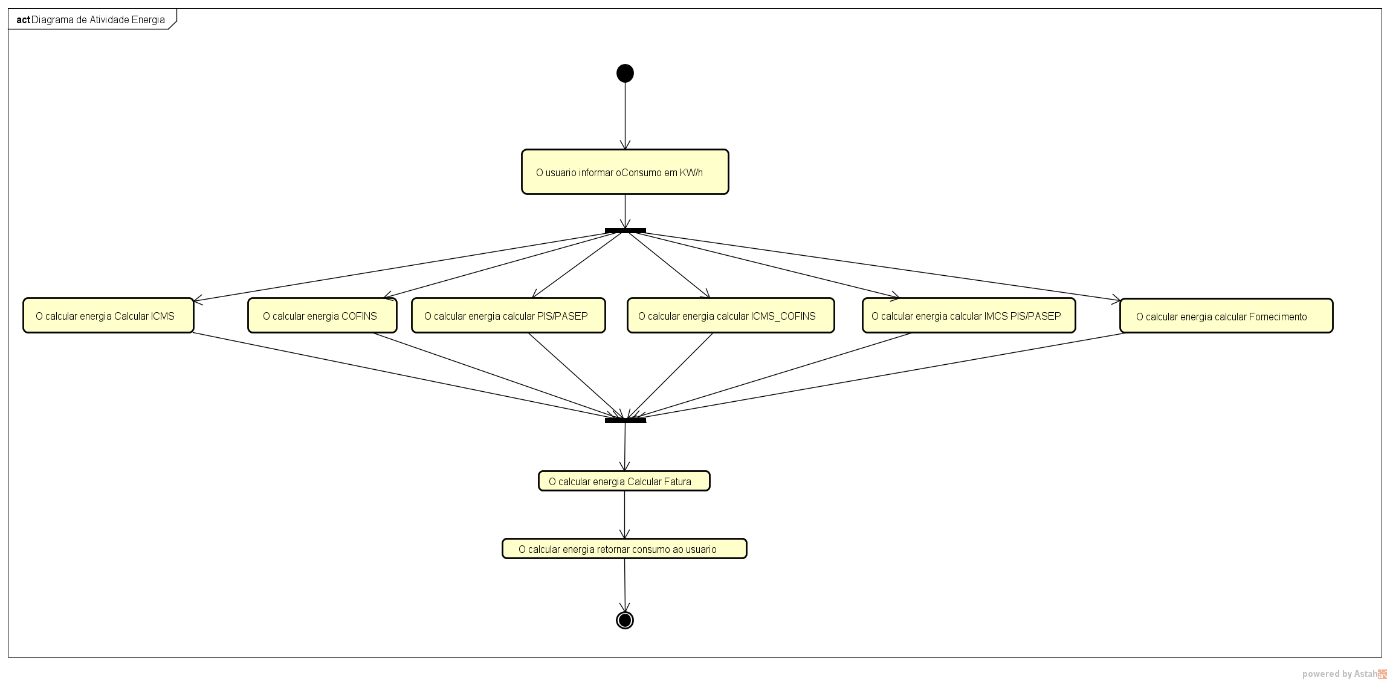 act Diagrama de Atividade Energia
O usuario informar oConsumo em KW/h
O calcular energia Calcular ICMS
O calcular energia COFINS
O calcular energia calcular PIS/PASEP
O calcular energia calcular ICMS_COFINS
O calcular energia calcular IMCS PIS/PASEP
O calcular energia calcular Fornecimento
O calcular energia Calcular Fatura
O calcular energia retornar consumo ao usuario
powered by Astah